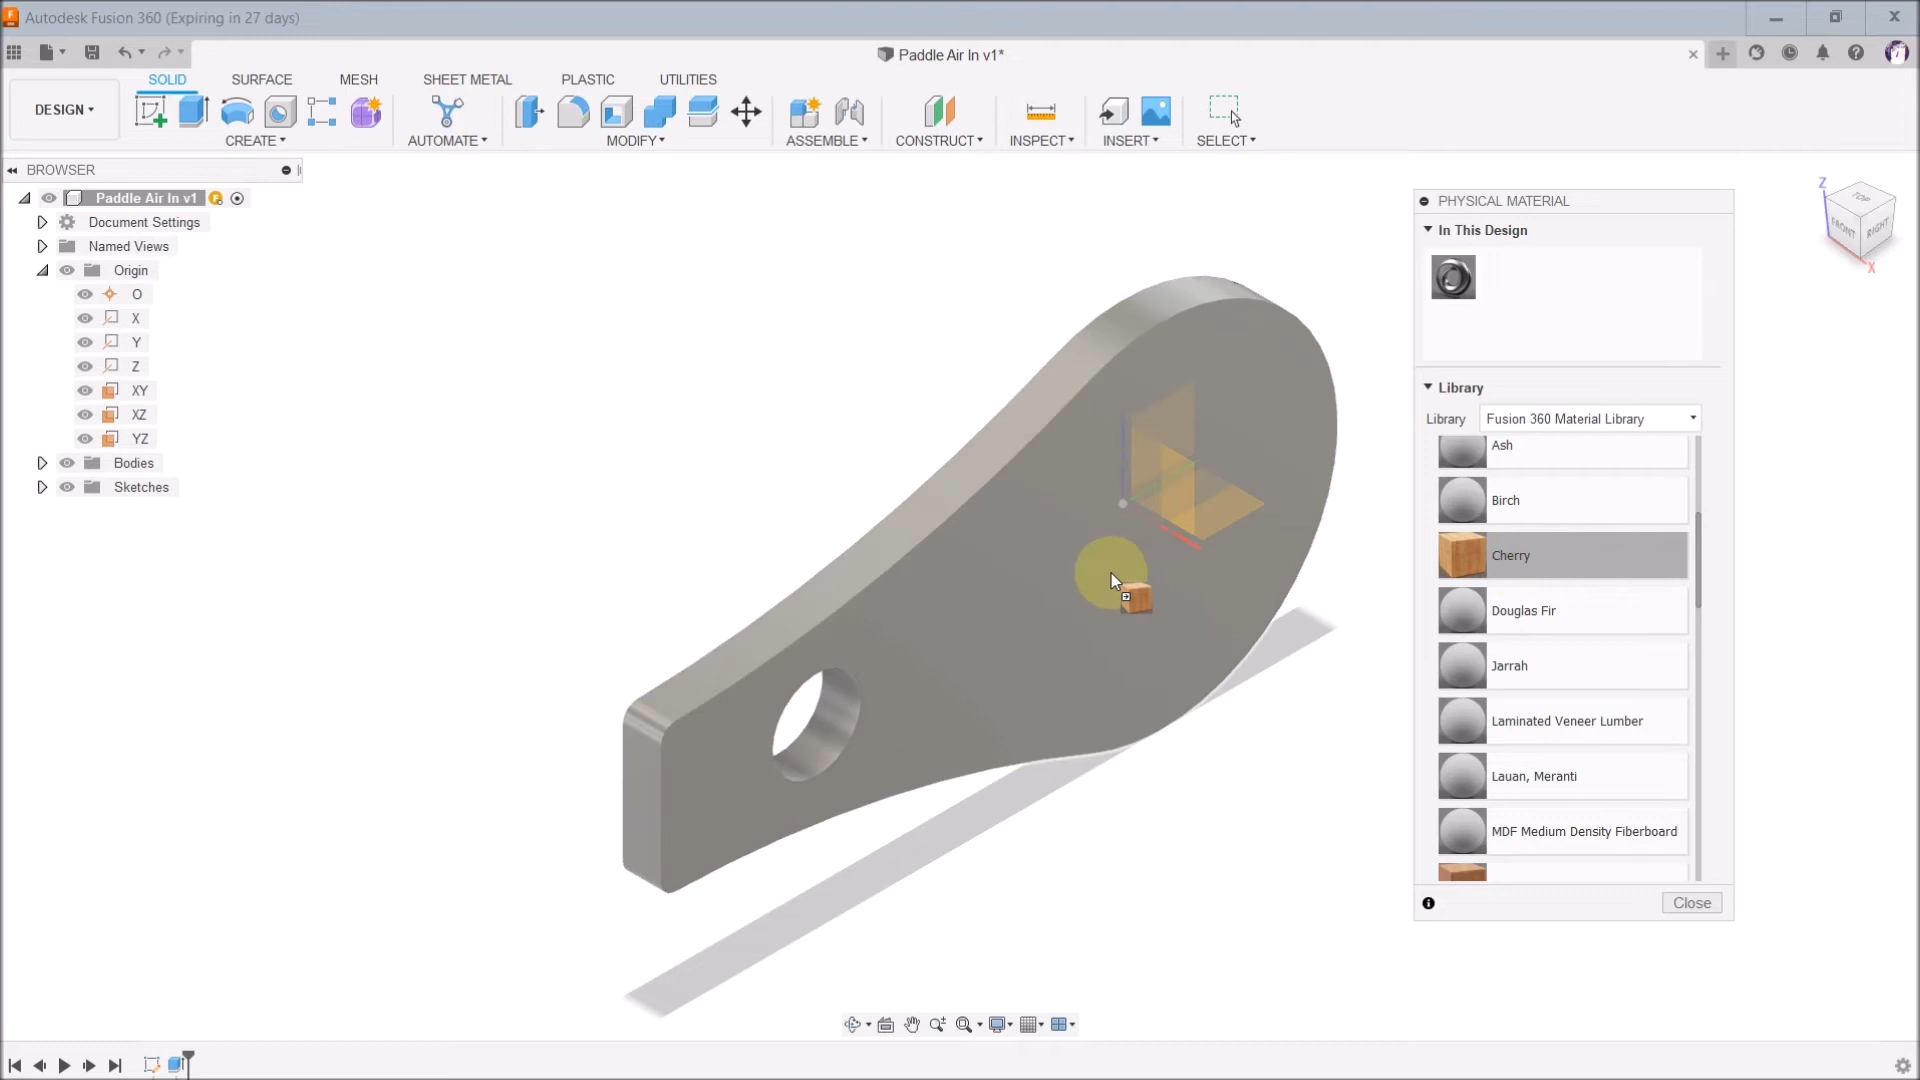 Autodesk Fusion 360 (Expiring in 27 days)
Paddle Air In v1*
SOLID SURFACE MESH SHEET METAL PLASTIC UTILITIES
DESIGN
CREATE AUTOMATE MODIFY ASSEMBLE CONSTRUCT INSPECT INSERT SELECT
BROWSER
Paddle Air In v1
Document Settings
Named Views
Origin
O
X
Y
Z
XY
XZ
YZ
Bodies
Sketches
PHYSICAL MATERIAL
In This Design
Library
Library Fusion 360 Material Library
Ash
Birch
Cherry
Douglas Fir
Jarrah
Laminated Veneer Lumber
Lauan, Meranti
MDF Medium Density Fiberboard
Close
Z
TOP
FRONT RIGHT
X